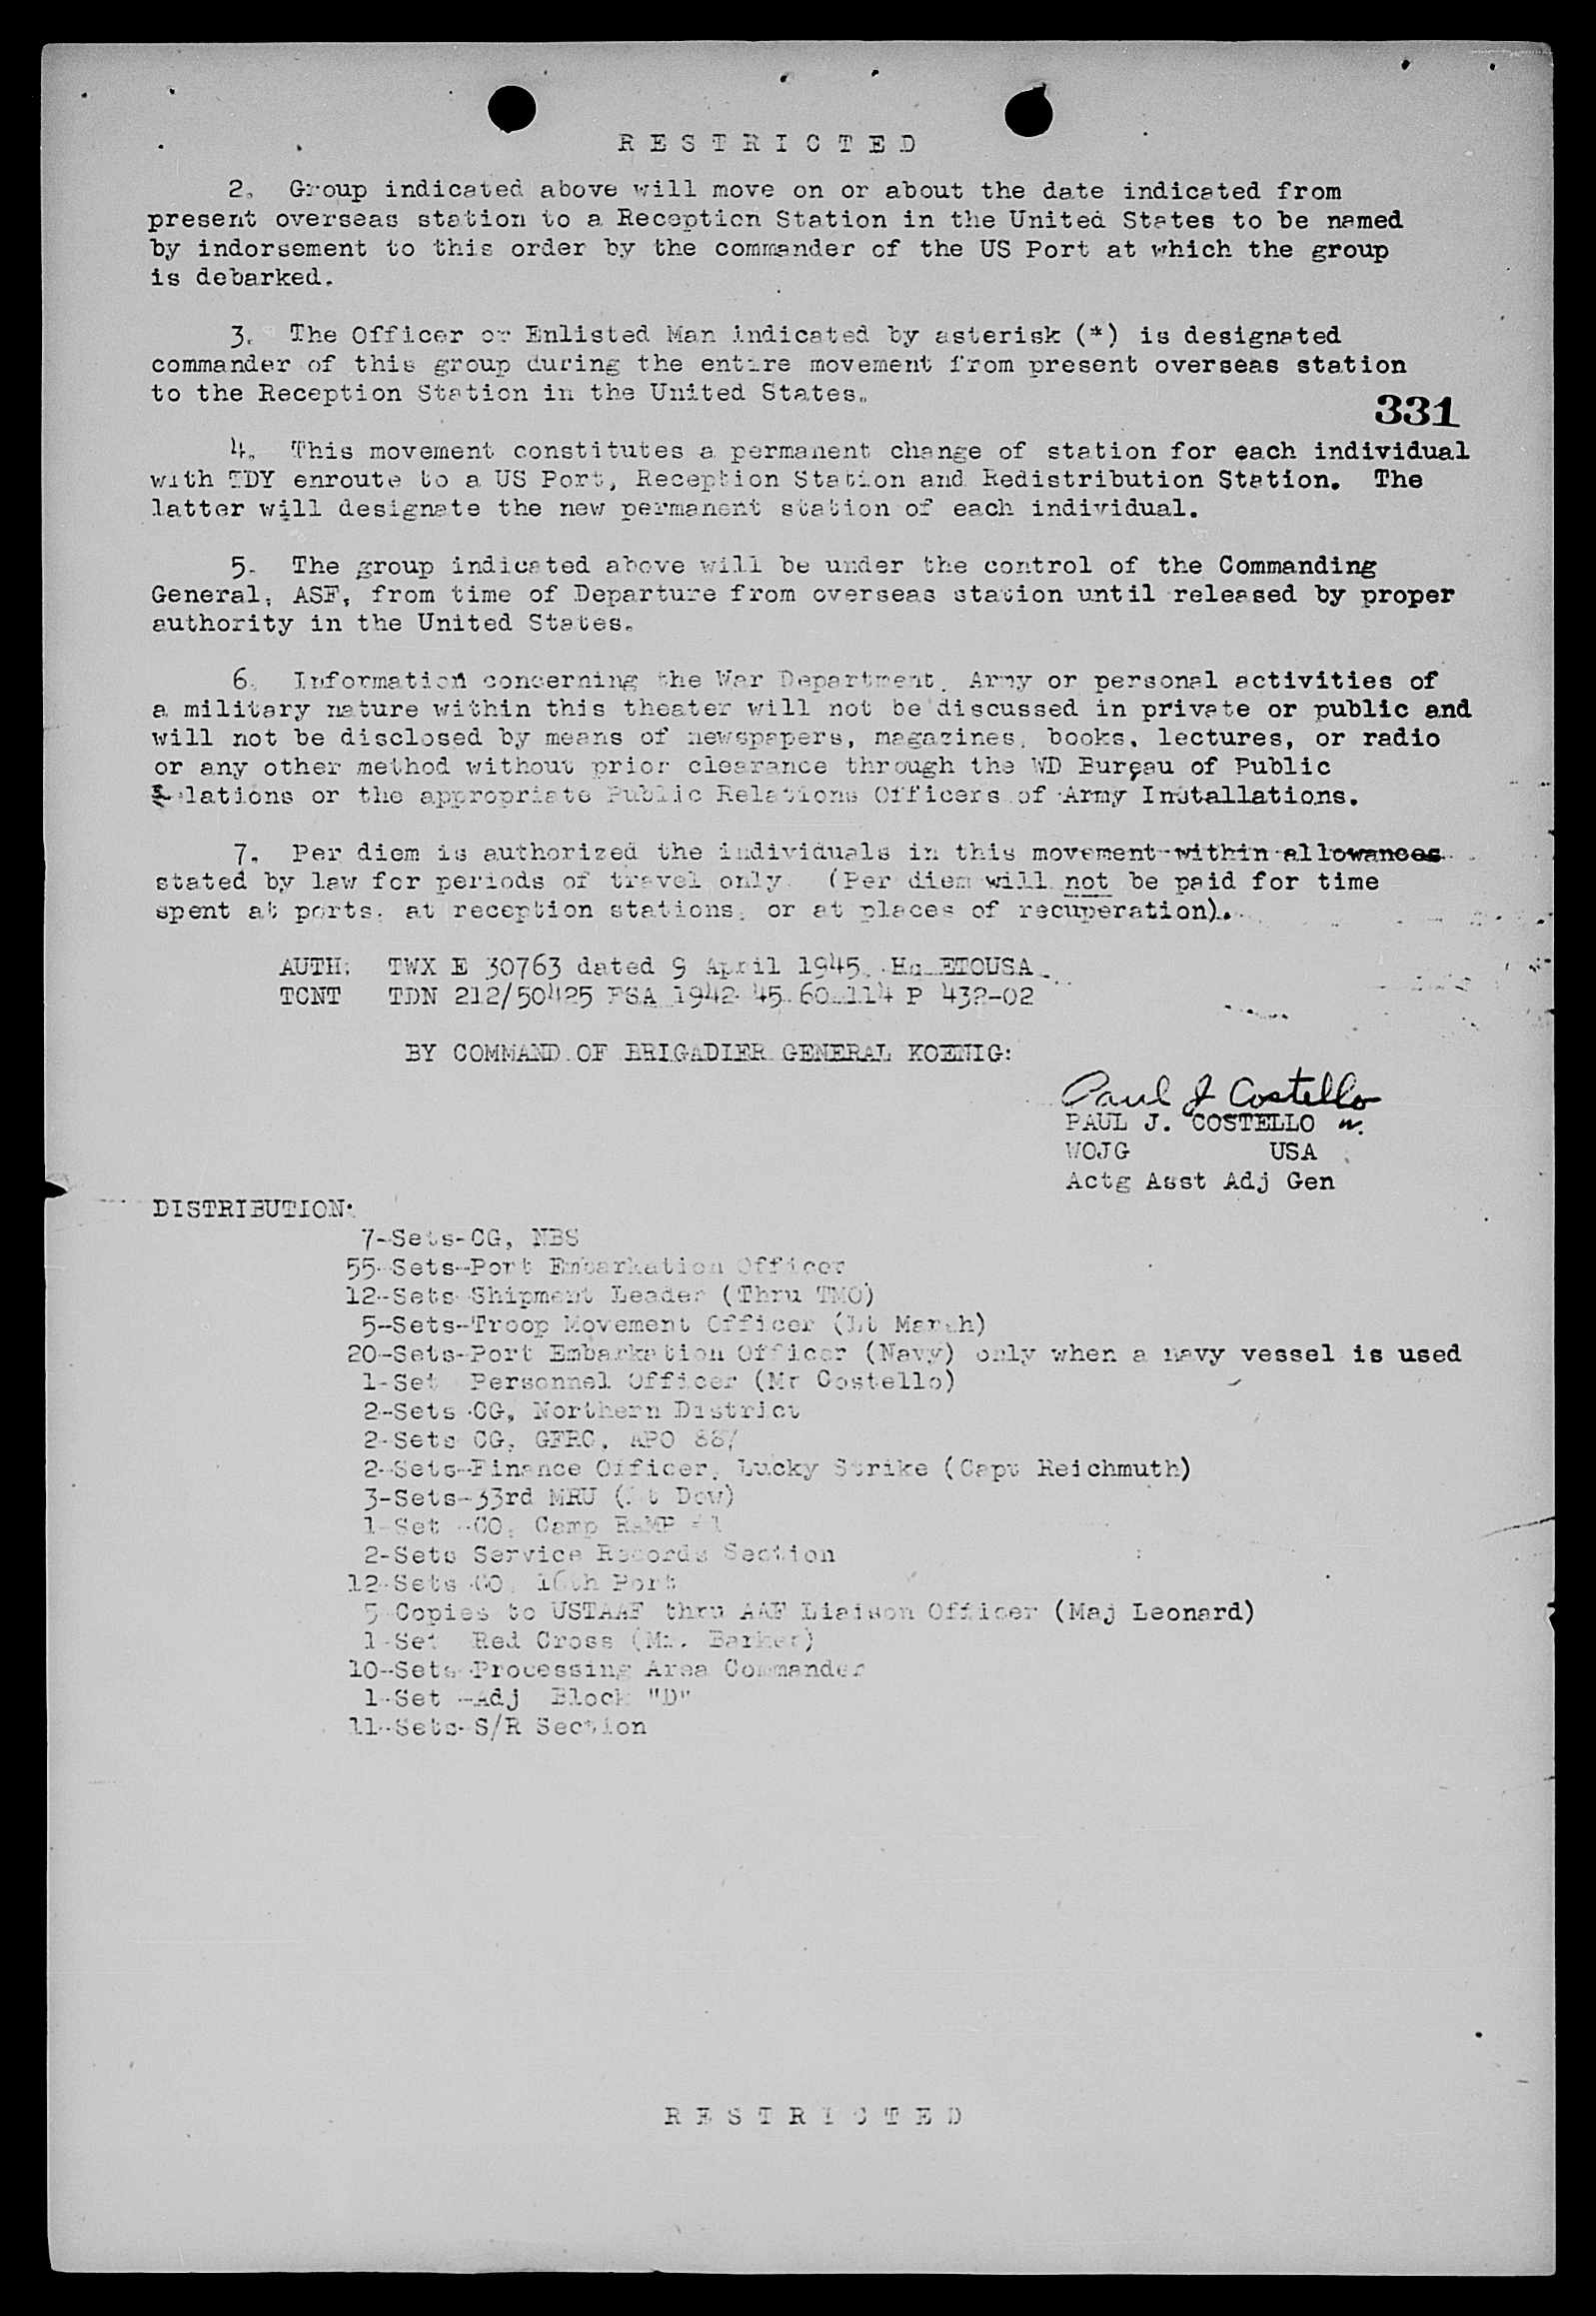 R E S T R I C T E D
2. Group indicated above will move on or about the date indicated from
present overseas station to a Reception Station in the United States to be named
by indorsement to this order by the commander of the US Port at which the group
is debarked.
3. The Officer or Enlisted Man indicated by asterisk (*) is designated
commander of this group during the entire movement from present overseas station
to the Reception Station in the United States.
331
4. This movement constitutes a permanent change of station for each individual
with TDY enroute to a US Port, Reception Station and Redistribution Station. The
latter will designate the new permanent station of each individual.
5. The group indicated above will be under the control of the Commanding
General, ASF, from time of Departure from overseas station until released by proper
authority in the United States.
6. Information concerning the War Department, Army or personal activities of
a military nature within this theater will not be discussed in private or public and
will not be disclosed by means of newspapers, magazines, books, lectures, or radio
or any other method without prior clearance through the WD Bureau of Public
Relations or the appropriate Public Relations Officers of Army Installations.
7. Per diem is authorized the individuals in this movement within allowances
stated by law for periods of travel only. (Per diem will not be paid for time
spent at ports, at reception stations, or at places of recuperation).
AUTH: TWX E 30763 dated 9 April 1945, Hq ETOUSA
TCNT TDN 212/50425 FSA 1942-45 60-114 P 432-02
BY COMMAND OF BRIGADIER GENERAL KOENIG:
Paul J Costello
PAUL J. COSTELLO
WOJG USA
Actg Asst Adj Gen
DISTRIBUTION:
7-Sets-CG, NBS
55-Sets-Port Embarkation Officer
12-Sets-Shipment Leader (Thru TMO)
5-Sets-Troop Movement Officer (Lt Marsh)
20-Sets-Port Embarkation Officer (Navy) only when a navy vessel is used
1-Set Personnel Officer (Mr Costello)
2-Sets-CG, Northern District
2-Sets CG, GFRC, APO 887
2-Sets-Finance Officer, Lucky Strike (Capt Reichmuth)
3-Sets-33rd MRU (Lt Dow)
1-Set -CO, Camp RAMP #1
2-Sets Service Records Section
12-Sets-CO, 16th Port
5-Copies to USTAAF thru AAF Liaison Officer (Maj Leonard)
1-Set Red Cross (Mr. Barker)
10-Sets-Processing Area Commander
1-Set -Adj Block "D"
11-Sets-S/R Section
R E S T R I C T E D